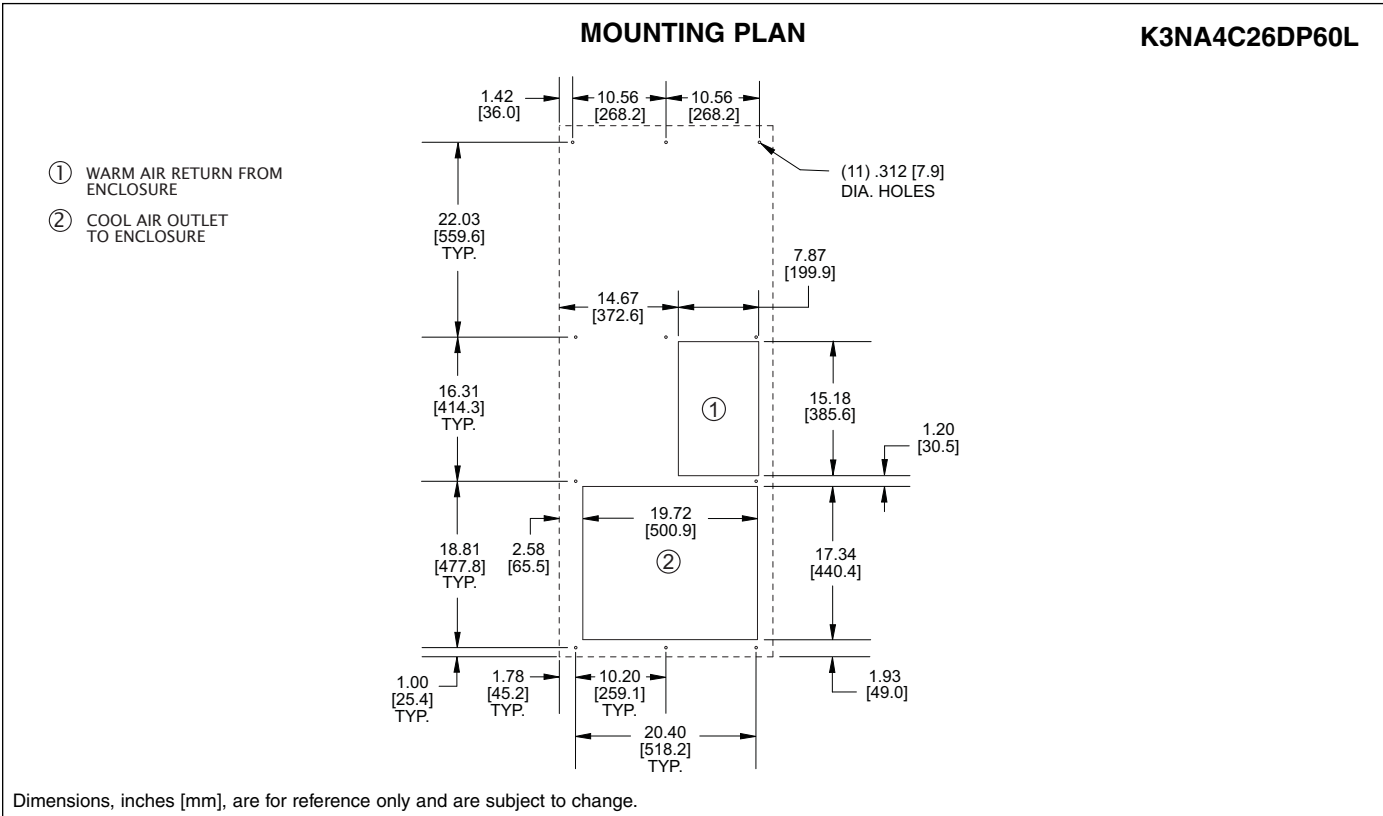 MOUNTING PLAN
K3NA4C26DP60L
1.42
[36.0]
10.56
[268.2]
10.56
[268.2]
① WARM AIR RETURN FROM
ENCLOSURE
② COOL AIR OUTLET
TO ENCLOSURE
(11) .312 [7.9]
DIA. HOLES
22.03
[559.6]
TYP.
7.87
[199.9]
14.67
[372.6]
16.31
[414.3]
TYP.
①
15.18
[385.6]
1.20
[30.5]
19.72
[500.9]
18.81
[477.8]
TYP.
2.58
[65.5]
②
17.34
[440.4]
1.00
[25.4]
TYP.
1.78
[45.2]
TYP.
10.20
[259.1]
TYP.
1.93
[49.0]
20.40
[518.2]
TYP.
Dimensions, inches [mm], are for reference only and are subject to change.